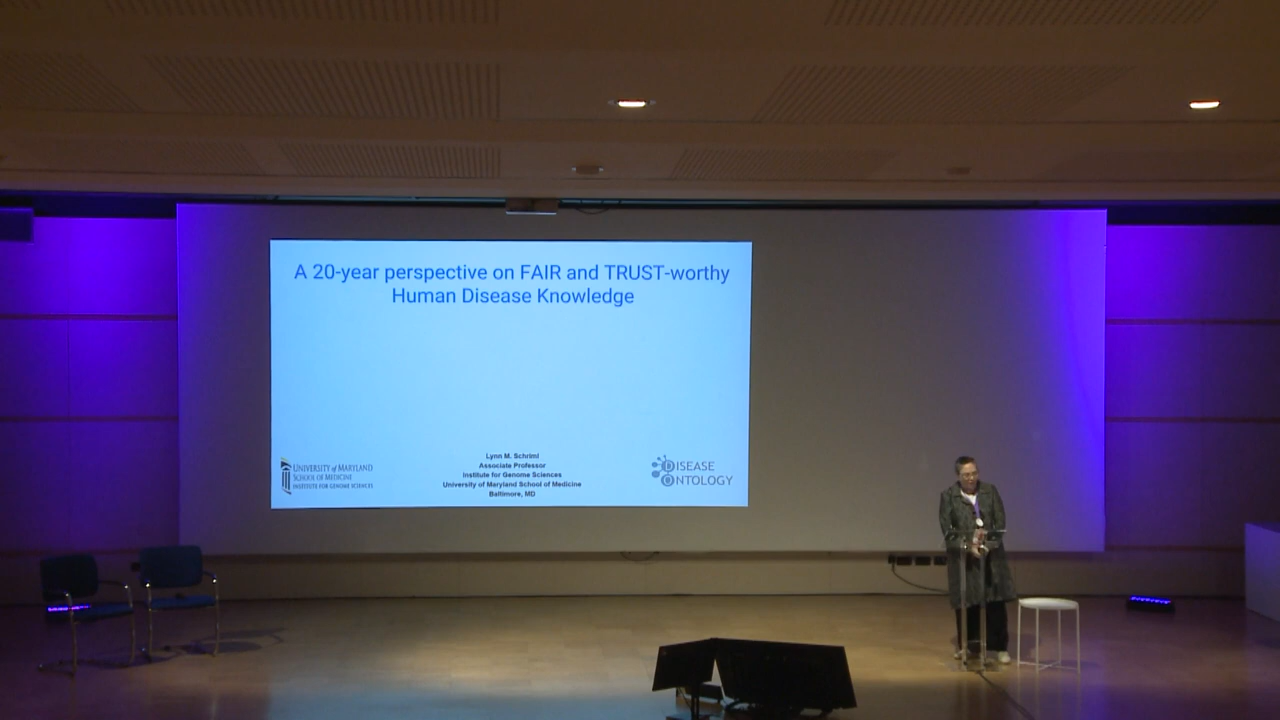 A 20-year perspective on FAIR and TRUST-worthy
Human Disease Knowledge
Lynn M. Schriml
Associate Professor
Institute for Genome Sciences
University of Maryland School of Medicine
Baltimore, MD
UNIVERSITY of MARYLAND
SCHOOL OF MEDICINE
INSTITUTE FOR GENOME SCIENCES
DISEASE
ONTOLOGY